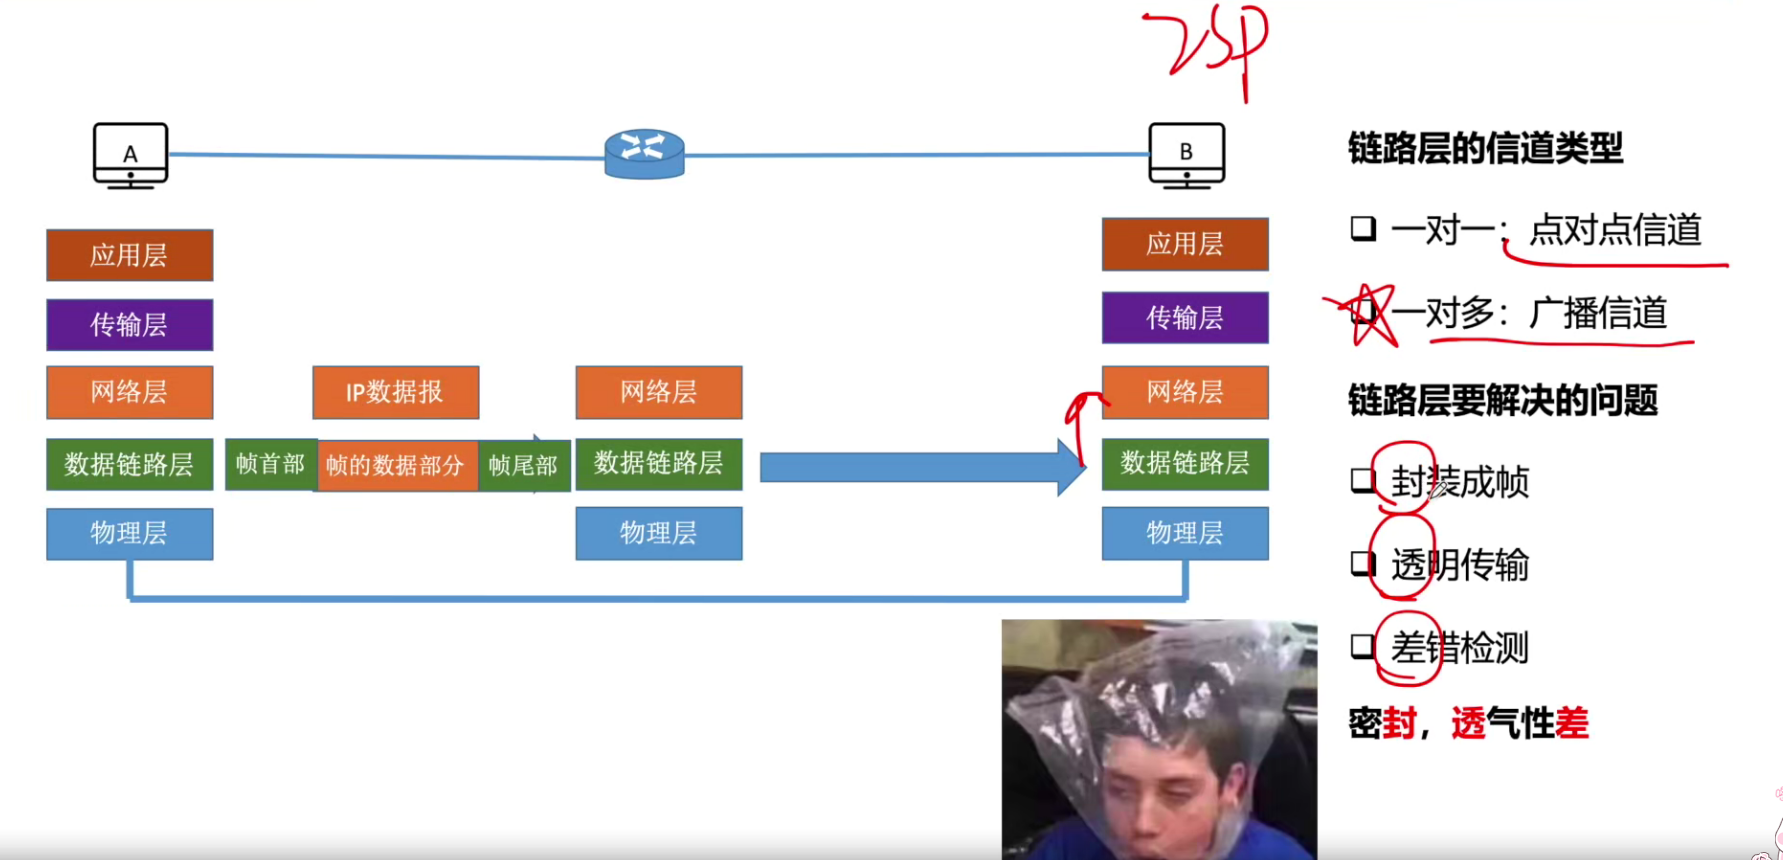 ZSP
A
B
链路层的信道类型
一对一：点对点信道
一对多：广播信道
链路层要解决的问题
封装成帧
透明传输
差错检测
密封，透气性差
应用层
传输层
网络层
数据链路层
物理层
IP数据报
帧首部
帧的数据部分
帧尾部
网络层
数据链路层
物理层
应用层
传输层
网络层
数据链路层
物理层